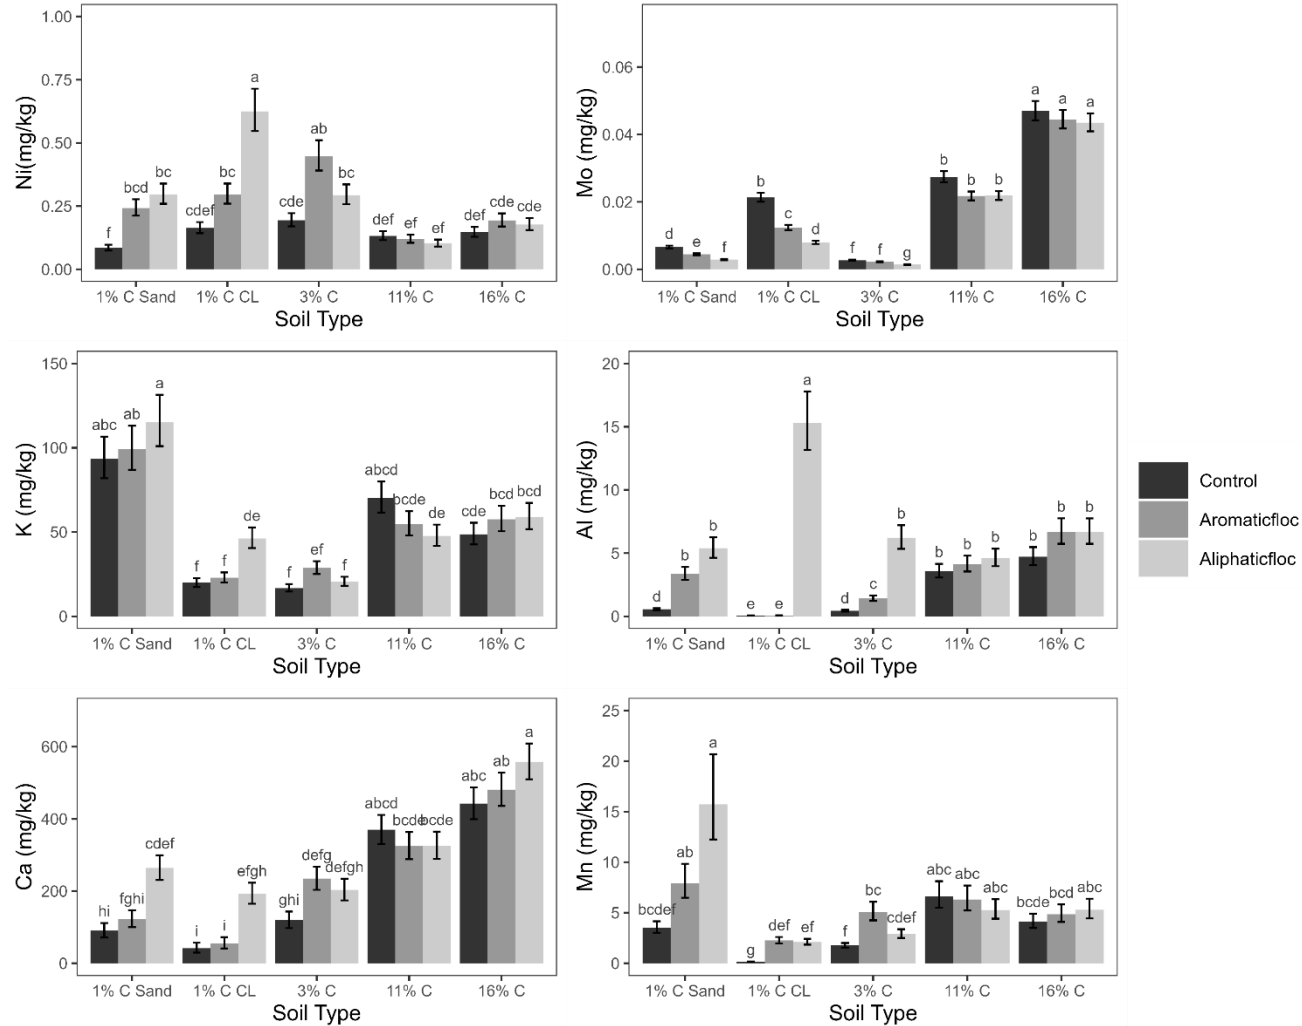 Ni(mg/kg)
1.00
0.75
0.50
0.25
0.00
f bcd bc
cdef bc a
cde ab bc
def ef ef
def cde cde
1% C Sand 1% C CL 3% C 11% C 16% C
Soil Type
Mo (mg/kg)
0.06
0.04
0.02
0.00
d e f
b c d
f f g
b b b
a a a
1% C Sand 1% C CL 3% C 11% C 16% C
Soil Type
K (mg/kg)
150
100
50
0
abc ab a
f f de
f ef f
abcd bcde de
cde bcd bcd
1% C Sand 1% C CL 3% C 11% C 16% C
Soil Type
Al (mg/kg)
20
15
10
5
0
d b b
e e a
d c b
b b b
b b b
1% C Sand 1% C CL 3% C 11% C 16% C
Soil Type
Control
Aromaticfloc
Aliphaticfloc
Ca (mg/kg)
600
400
200
0
hi fghi cdef
i i efgh
ghi defg defgh
abcd bcde bcde
abc ab a
1% C Sand 1% C CL 3% C 11% C 16% C
Soil Type
Mn (mg/kg)
25
20
15
10
5
0
bcdef ab a
g def ef
f bc cdef
abc abc abc
bcde bcd abc
1% C Sand 1% C CL 3% C 11% C 16% C
Soil Type